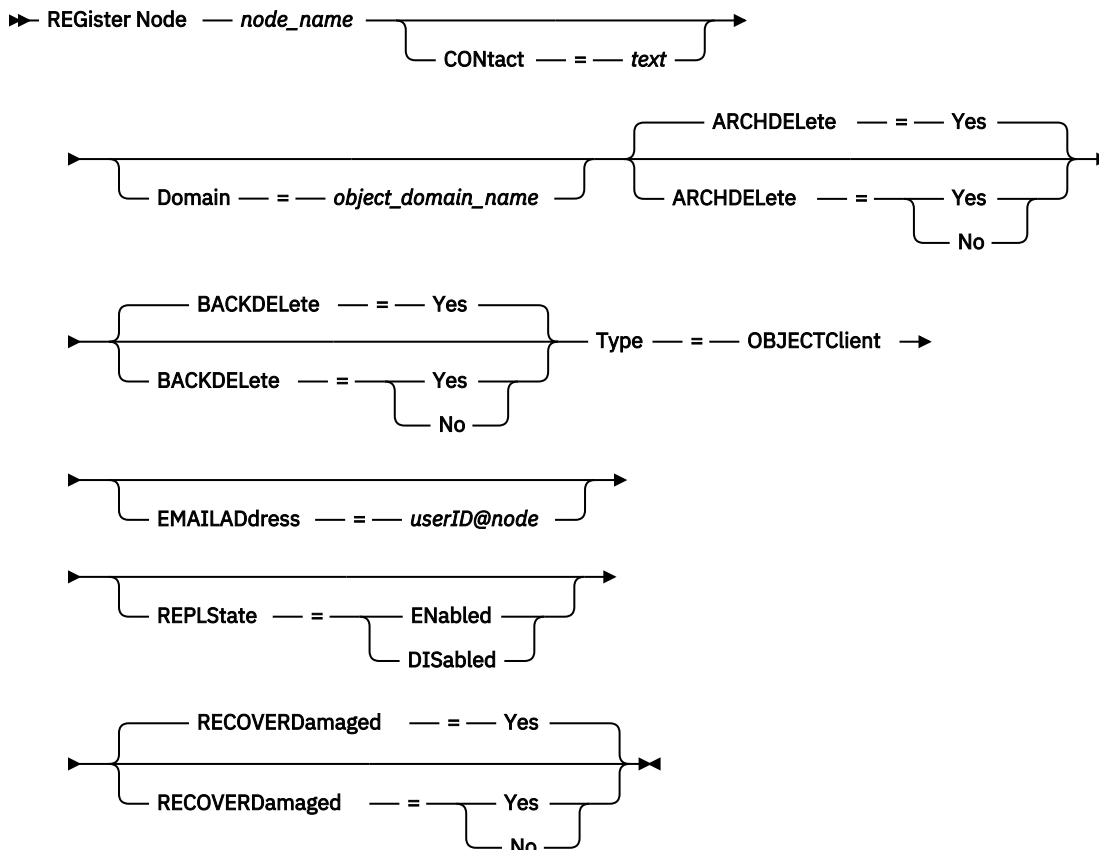 REGister Node node_name
CONtact = text
ARCHDELete = Yes
Domain = object_domain_name ARCHDELete = Yes
No
BACKDELete = Yes
Type = OBJECTClient
BACKDELete = Yes
No
EMAILADdress = userID@node
REPLState = ENabled
DISabled
RECOVERDamaged = Yes
RECOVERDamaged = Yes
No